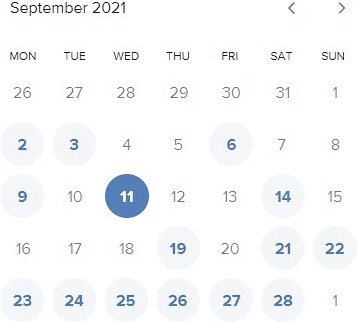 September 2021
MON TUE WED THU FRI SAT SUN
26 27 28 29 30 31 1
2 3 4 5 6 7 8
9 10 11 12 13 14 15
16 17 18 19 20 21 22
23 24 25 26 27 28 1